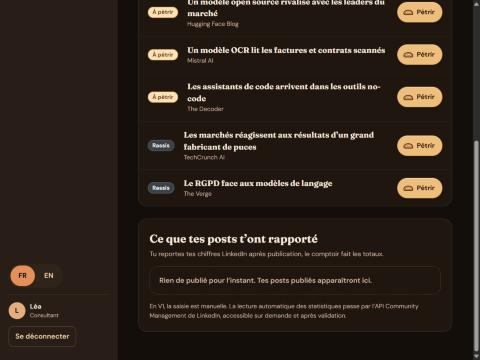 Un modèle open source rivalise avec les leaders du
marché
Hugging Face Blog
À pétrir
Pétrir
Un modèle OCR lit les factures et contrats scannés
Mistral AI
À pétrir
Pétrir
Les assistants de code arrivent dans les outils no-
code
The Decoder
À pétrir
Pétrir
Les marchés réagissent aux résultats d'un grand
fabricant de puces
TechCrunch AI
Rassis
Pétrir
Le RGPD face aux modèles de langage
The Verge
Rassis
Pétrir
Ce que tes posts t'ont rapporté
Tu reportes tes chiffres LinkedIn après publication, le comptoir fait les totaux.
Rien de publié pour l'instant. Tes posts publiés apparaîtront ici.
En V1, la saisie est manuelle. La lecture automatique des statistiques passe par l'API Community
Management de LinkedIn, accessible sur demande et après validation.
FR
EN
L
Léa
Consultant
Se déconnecter